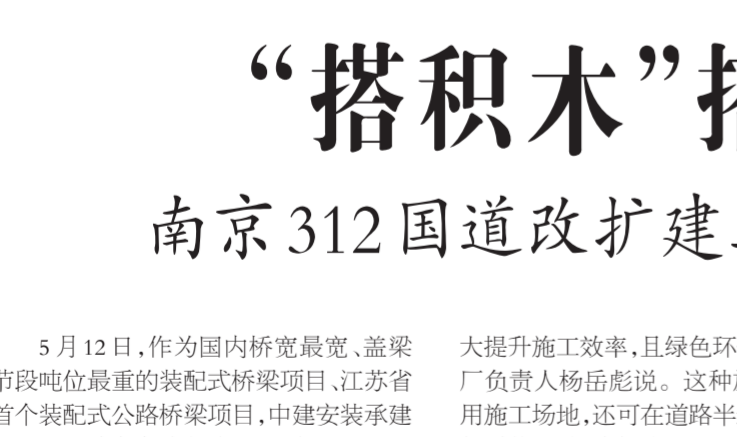 “搭积木”
南京312国道改扩建
5月12日,作为国内桥宽最宽、盖梁
节段吨位最重的装配式桥梁项目、江苏省
首个装配式公路桥梁项目,中建安装承建
大提升施工效率,且绿色环
厂负责人杨岳彪说。这种
用施工场地,还可在道路半